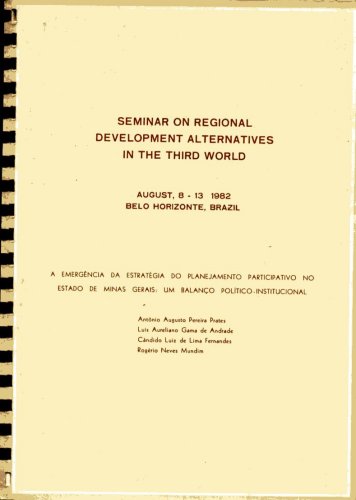 SEMINAR ON REGIONAL
DEVELOPMENT ALTERNATIVES
IN THE THIRD WORLD
AUGUST, 8 - 13 1982
BELO HORIZONTE, BRAZIL
A EMERGÊNCIA DA ESTRATÉGIA DO PLANEJAMENTO PARTICIPATIVO NO
ESTADO DE MINAS GERAIS: UM BALANÇO POLÍTICO-INSTITUCIONAL
Antônio Augusto Pereira Prates
Luiz Aureliano Gama de Andrade
Cândido Luiz de Lima Fernandes
Rogério Neves Mundim